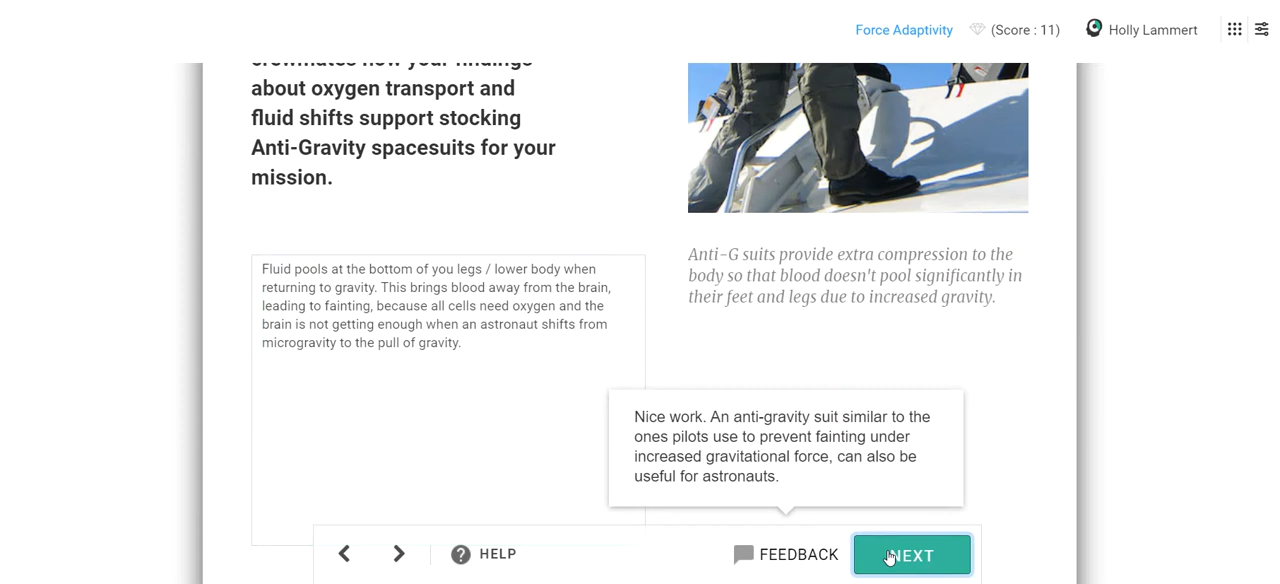 Force Adaptivity (Score : 11) Holly Lammert
about oxygen transport and
fluid shifts support stocking
Anti-Gravity spacesuits for your
mission.
Fluid pools at the bottom of you legs / lower body when
returning to gravity. This brings blood away from the brain,
leading to fainting, because all cells need oxygen and the
brain is not getting enough when an astronaut shifts from
microgravity to the pull of gravity.
Anti-G suits provide extra compression to the
body so that blood doesn't pool significantly in
their feet and legs due to increased gravity.
Nice work. An anti-gravity suit similar to the
ones pilots use to prevent fainting under
increased gravitational force, can also be
useful for astronauts.
HELP FEEDBACK NEXT